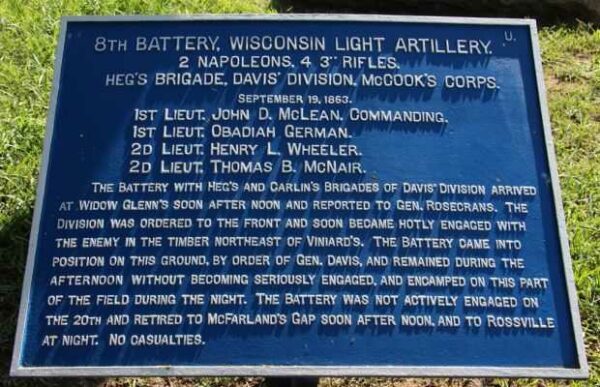 8th Battery, Wisconsin Light Artillery. U.
2 Napoleons, 4 3" Rifles.
Heg's Brigade, Davis' Division, McCook's Corps.
September 19, 1863.
1st Lieut. John D. McLean, Commanding.
1st Lieut. Obadiah German.
2d Lieut. Henry L. Wheeler.
2d Lieut. Thomas B. McNair.
The Battery with Heg's and Carlin's Brigades of Davis' Division arrived
at Widow Glenn's soon after noon and reported to Gen. Rosecrans. The
Division was ordered to the front and soon became hotly engaged with
the enemy in the timber northeast of Viniard's. The Battery came into
position on this ground, by order of Gen. Davis, and remained during the
afternoon without becoming seriously engaged, and encamped on this part
of the field during the night. The Battery was not actively engaged on
the 20th and retired to McFarland's Gap soon after noon, and to Rossville
at night. No casualties.